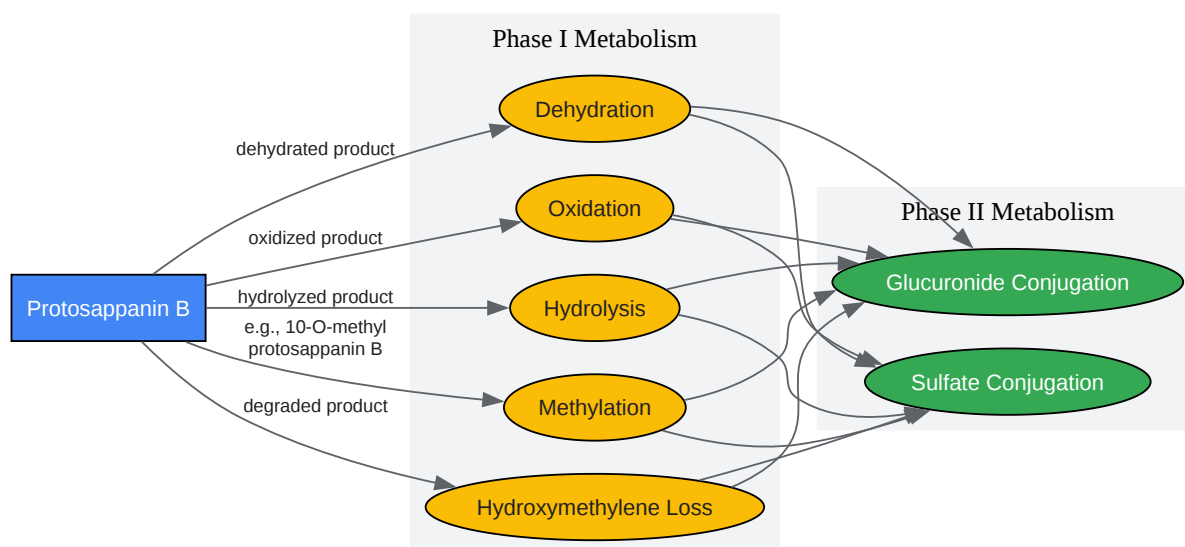 Phase I Metabolism
Dehydration
dehydrated product
Oxidation
Phase II Metabolism
oxidized product
Glucuronide Conjugation
Protosappanin B
hydrolyzed product
Hydrolysis
e.g., 10-O-methyl
protosappanin B
Sulfate Conjugation
Methylation
degraded product
Hydroxymethylene Loss